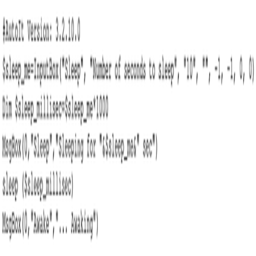 #AutoIt Version: 3.2.10.0
$sleep_me=InputBox("Sleep", "Number of seconds to sleep", "10", "", -1, -1, 0, 0)
Dim $sleep_millisec=$sleep_me*1000
MsgBox(0,"Sleep","Sleeping for "&$sleep_me&" sec")
sleep ($sleep_millisec)
MsgBox(0,"Awake","... Awaking")